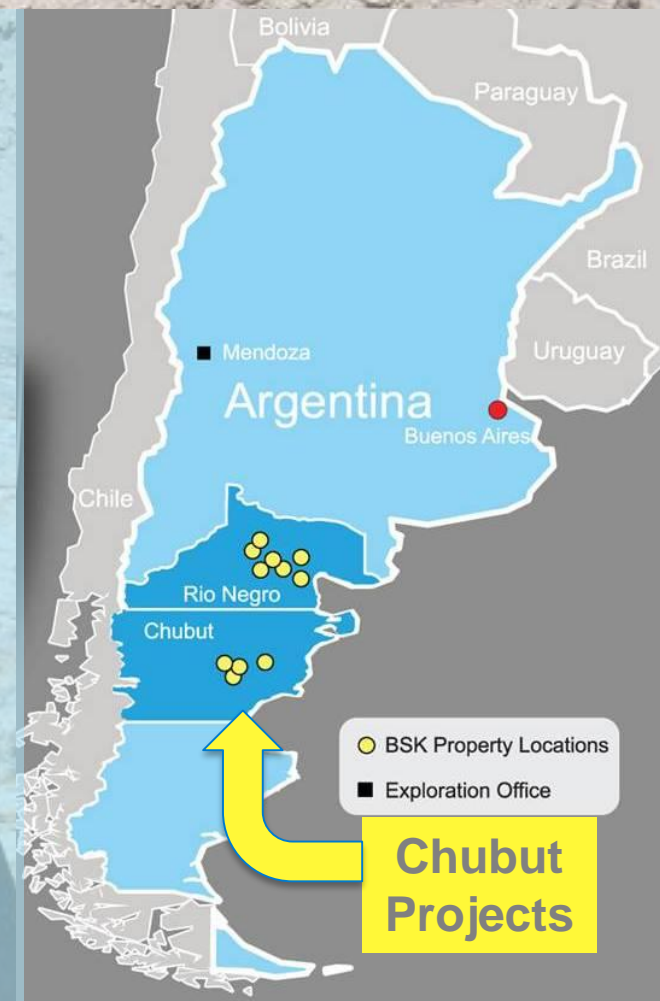 Bolivia
Paraguay
Brazil
Mendoza
Uruguay
Argentina
Buenos Aires
Chile
Rio Negro
Chubut
BSK Property Locations
Exploration Office
Chubut
Projects